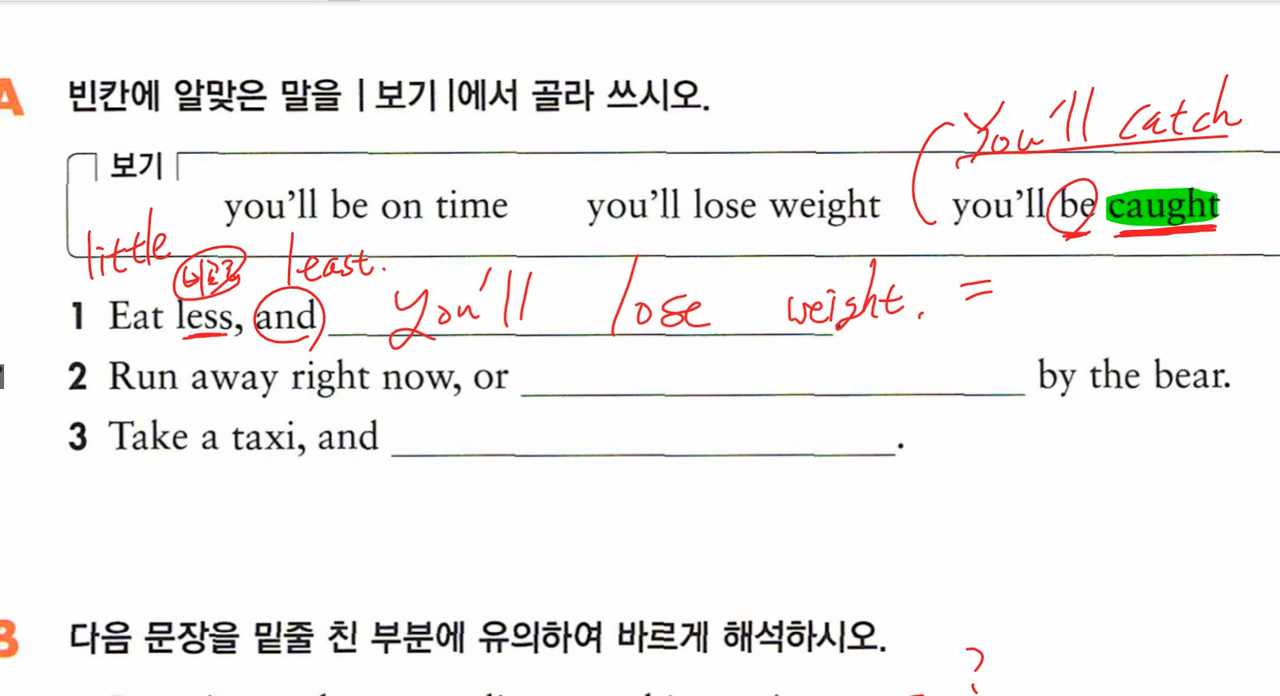 A 빈칸에 알맞은 말을 | 보기 |에서 골라 쓰시오.
You'll catch
보기
you'll be on time you'll lose weight you'll be caught
little 비교급 least.
1 Eat less, and you'll lose weight. =
2 Run away right now, or ____ by the bear.
3 Take a taxi, and ____.
B 다음 문장을 밑줄 친 부분에 유의하여 바르게 해석하시오.
?